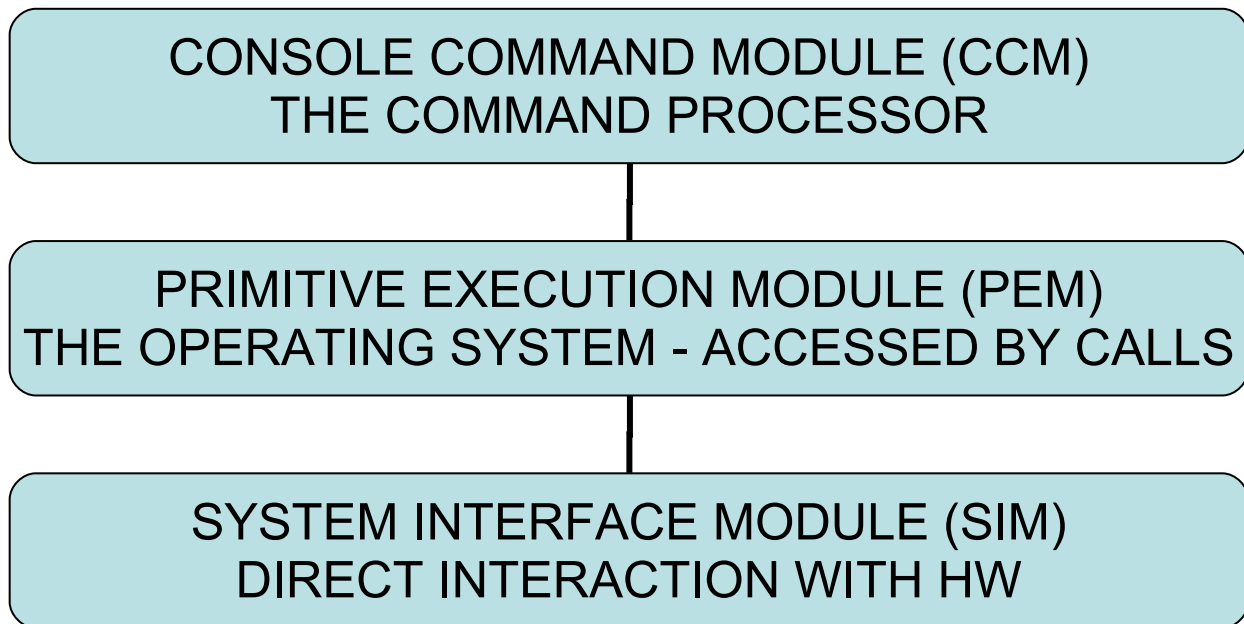 CONSOLE COMMAND MODULE (CCM)
THE COMMAND PROCESSOR
PRIMITIVE EXECUTION MODULE (PEM)
THE OPERATING SYSTEM - ACCESSED BY CALLS
SYSTEM INTERFACE MODULE (SIM)
DIRECT INTERACTION WITH HW